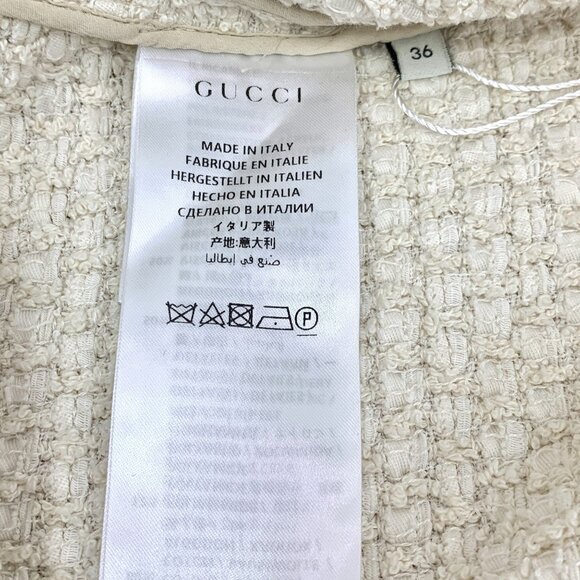 GUCCI
36
MADE IN ITALY
FABRIQUE EN ITALIE
HERGESTELLT IN ITALIEN
HECHO EN ITALIA
СДЕЛАНО В ИТАЛИИ
イタリア製
产地:意大利
صنع في إيطاليا
P